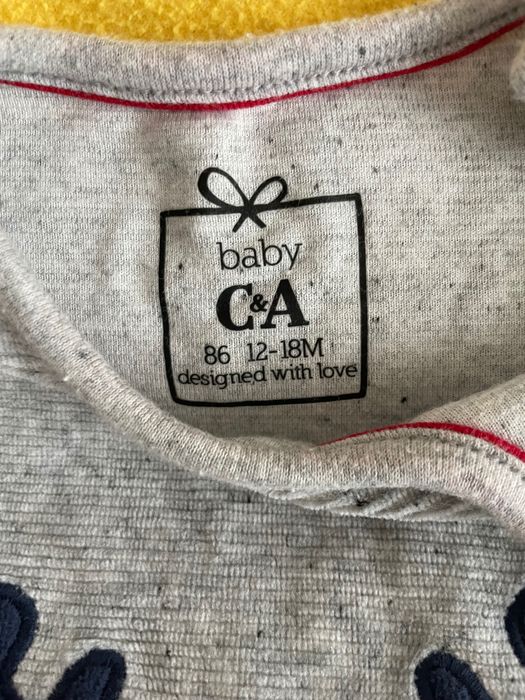 baby
C&A
86 12-18M
designed with love